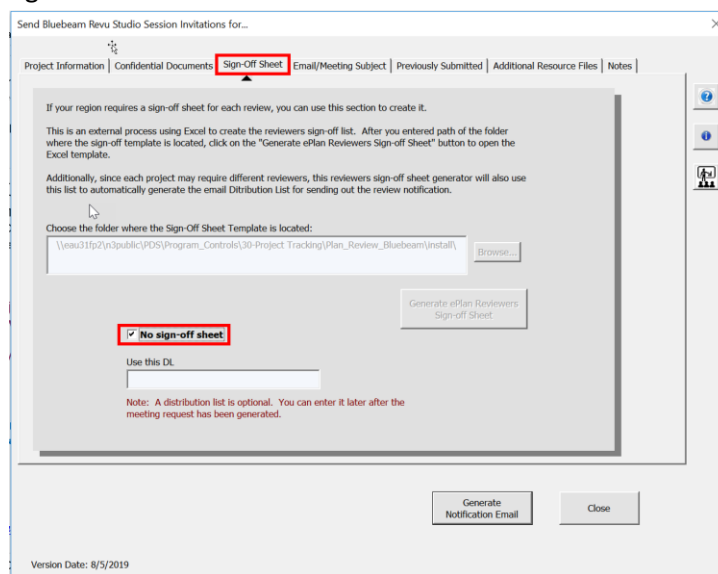 Send Bluebeam Revu Studio Session Invitations for...
Project Information | Confidential Documents | Sign-Off Sheet | Email/Meeting Subject | Previously Submitted | Additional Resource Files | Notes |
If your region requires a sign-off sheet for each review, you can use this section to create it.
This is an external process using Excel to create the reviewers sign-off list. After you entered path of the folder
where the sign-off template is located, click on the "Generate ePlan Reviewers Sign-off Sheet" button to open the
Excel template.
Additionally, since each project may require different reviewers, this reviewers sign-off sheet generator will also use
this list to automatically generate the email Ditribution List for sending out the review notification.
Choose the folder where the Sign-Off Sheet Template is located:
\\eau31fp2\n3public\PDS\Program_Controls\30-Project Tracking\Plan_Review_Bluebeam\Install\
Browse...
Generate ePlan Reviewers
Sign-off Sheet
No sign-off sheet
Use this DL
Note: A distribution list is optional. You can enter it later after the
meeting request has been generated.
Generate
Notification Email
Close
Version Date: 8/5/2019